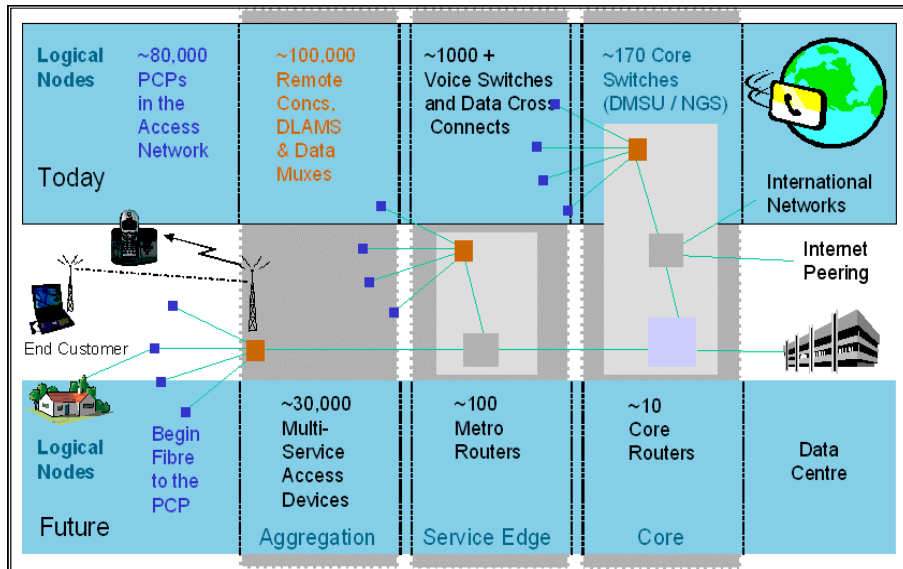 Logical
Nodes
~80,000
PCPs
in the
Access
Network
~100,000
Remote
Concs,
DLAMS
& Data
Muxes
~1000 +
Voice Switches
and Data Cross
Connects
~170 Core
Switches
(DMSU / NGS)
Today
International
Networks
Internet
Peering
End Customer
Logical
Nodes
Begin
Fibre
to the
PCP
~30,000
Multi-
Service
Access
Devices
~100
Metro
Routers
~10
Core
Routers
Data
Centre
Future
Aggregation
Service Edge
Core